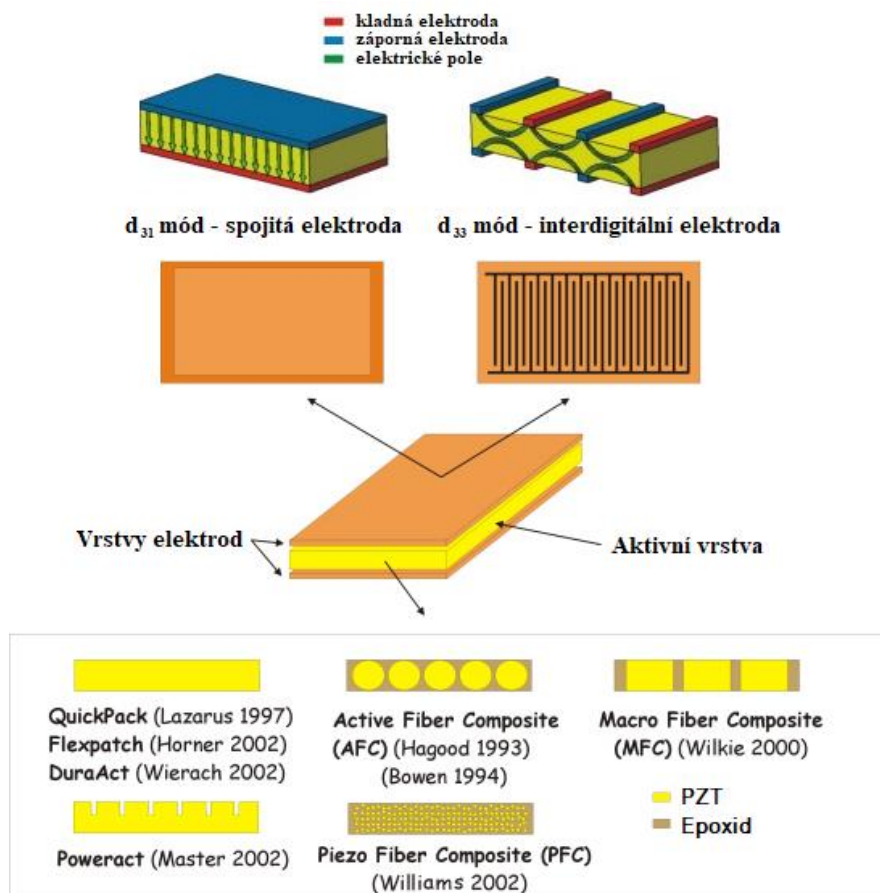 kladná elektroda
záporná elektroda
elektrické pole
d31 mód - spojitá elektroda
d33 mód - interdigitální elektroda
Vrstvy elektrod
Aktivní vrstva
QuickPack (Lazarus 1997)
Flexpatch (Horner 2002)
DuraAct (Wierach 2002)
Active Fiber Composite
(AFC) (Hagood 1993)
(Bowen 1994)
Macro Fiber Composite
(MFC) (Wilkie 2000)
PZT
Epoxid
Poweract (Master 2002)
Piezo Fiber Composite (PFC)
(Williams 2002)